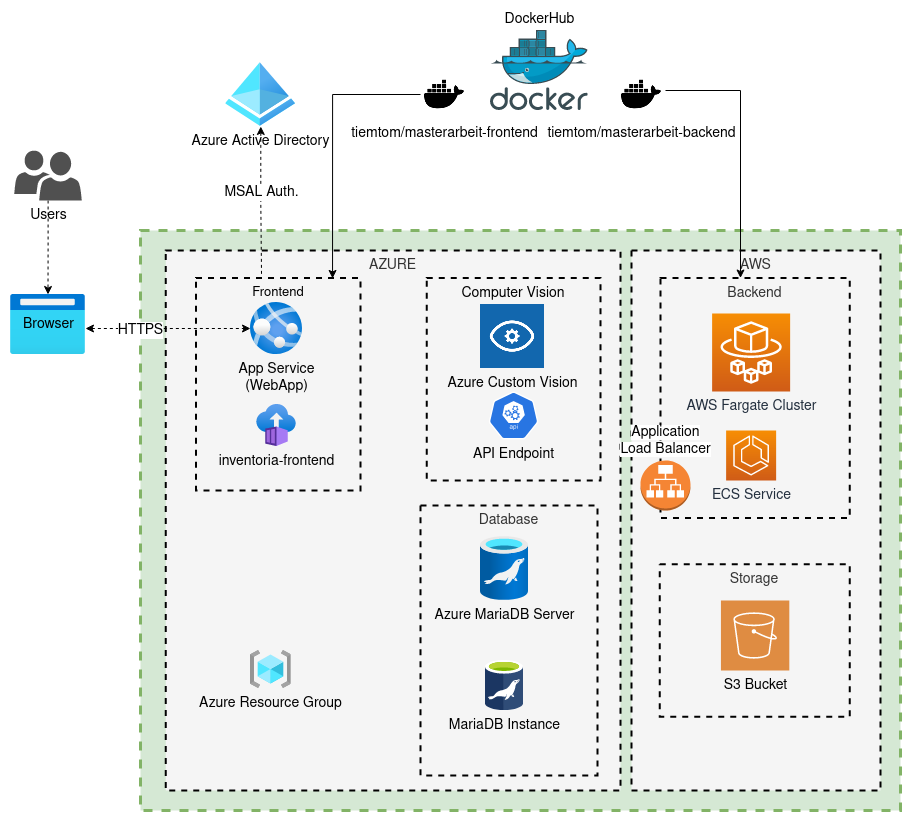 DockerHub
docker
tiemtom/masterarbeit-frontend
tiemtom/masterarbeit-backend
Azure Active Directory
MSAL Auth.
Users
Browser
HTTPS
AZURE
Frontend
App Service
(WebApp)
inventoria-frontend
Computer Vision
Azure Custom Vision
api
API Endpoint
Database
Azure MariaDB Server
MariaDB Instance
Azure Resource Group
AWS
Backend
AWS Fargate Cluster
Application
Load Balancer
ECS Service
Storage
S3 Bucket